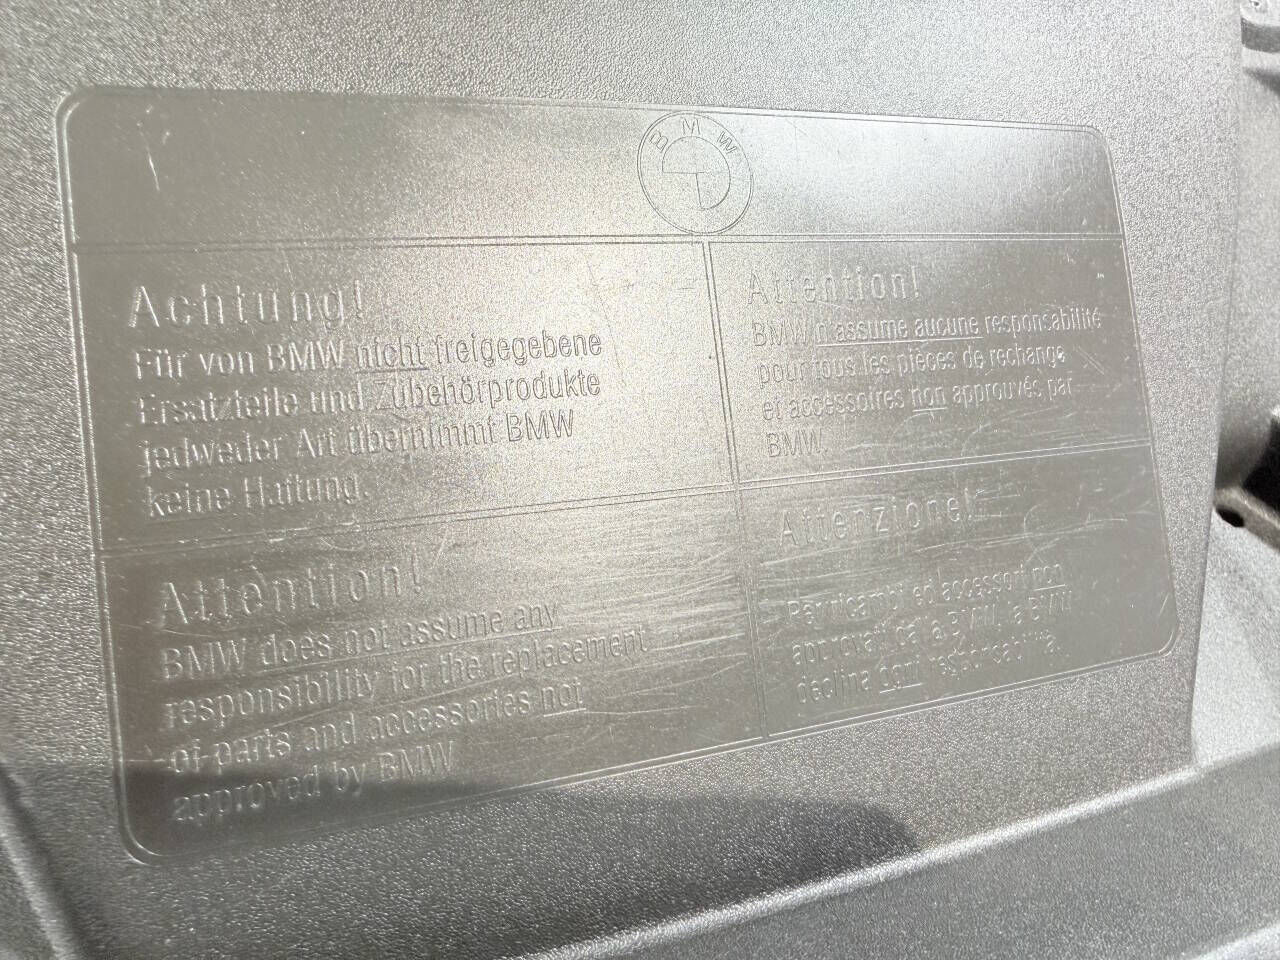 BMW
Achtung!
Für von BMW nicht freigegebene
Ersatzteile und Zubehörprodukte
jedweder Art übernimmt BMW
keine Haftung.
Attention!
BMW n'assume aucune responsabilité
pour tous les pièces de rechange
et accessoires non approuvés par
BMW.
Attention!
BMW does not assume any
responsibility for the replacement
of parts and accessories not
approved by BMW
Attenzione!
Per ricambi ed accessori non
approvati dalla BMW, la BMW
declina ogni responsabilità.